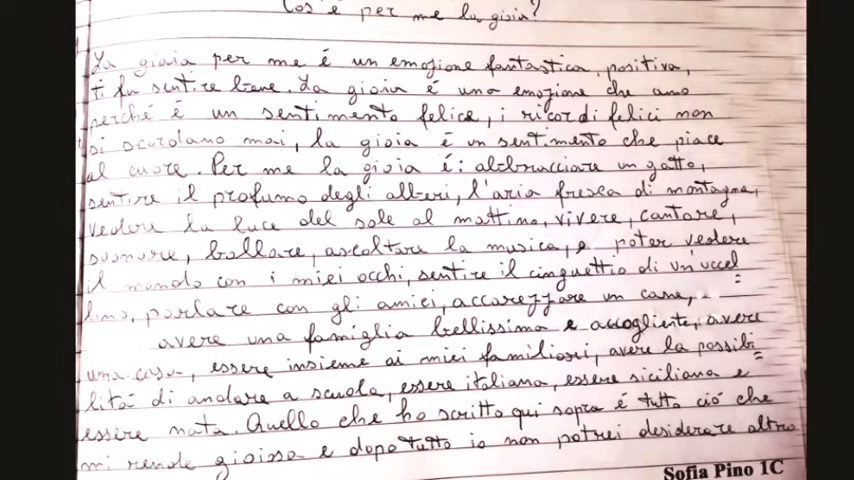 Cos'è per me la gioia?
La gioia per me è un emozione fantastica, positiva,
ti fa sentire bene. La gioia è una emozione che amo
perché è un sentimento felice, i ricordi felici non
si scordano mai, la gioia è un sentimento che piace
al cuore. Per me la gioia è: abbracciare un gatto,
sentire il profumo degli alberi, l'aria fresca di montagna,
vedere la luce del sole al mattino, vivere, cantare,
suonare, ballare, ascoltare la musica, e poter vedere
il mondo con i miei occhi, sentire il cinguettio di un'uccel=
lino, parlare con gli amici, accarezzare un cane,
avere una famiglia bellissima e accogliente, avere
una casa, essere insieme ai miei familiari, avere la possibi=
lità di andare a scuola, essere italiana, essere siciliana e
essere nata. Quello che ho scritto qui sopra è tutto ciò che
mi rende gioiosa e dopo tutto io non potrei desiderare altro
Sofia Pino 1C